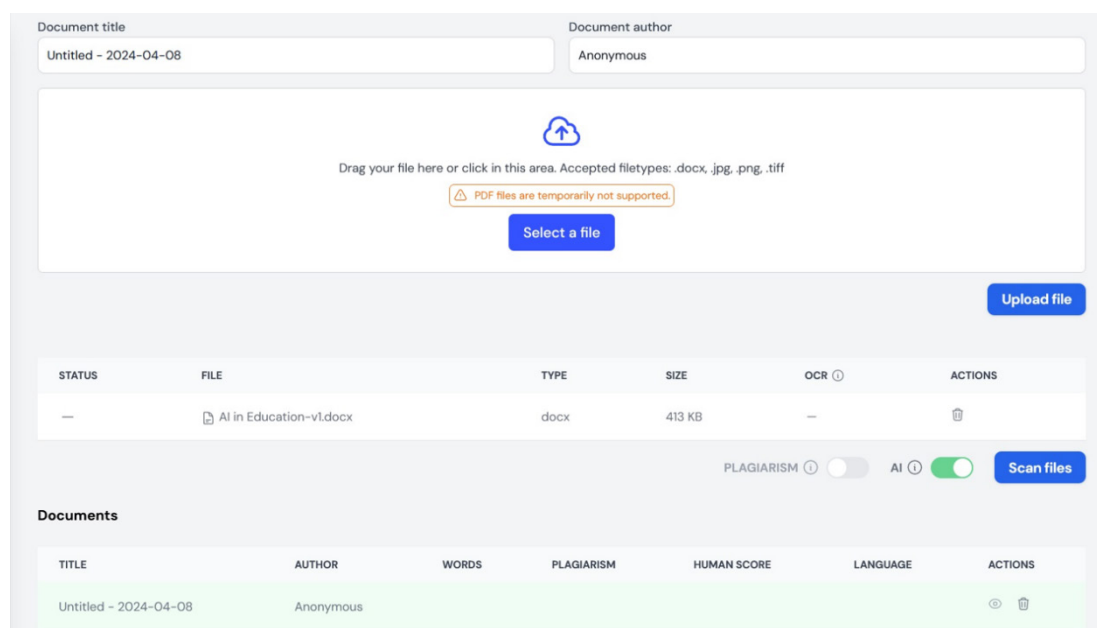 Document title Document author
Untitled - 2024-04-08 Anonymous
Drag your file here or click in this area. Accepted filetypes: .docx, .jpg, .png, .tiff
PDF files are temporarily not supported.
Select a file
Upload file
STATUS FILE TYPE SIZE OCR ACTIONS
— AI in Education-v1.docx docx 413 KB —
PLAGIARISM AI Scan files
Documents
TITLE AUTHOR WORDS PLAGIARISM HUMAN SCORE LANGUAGE ACTIONS
Untitled - 2024-04-08 Anonymous